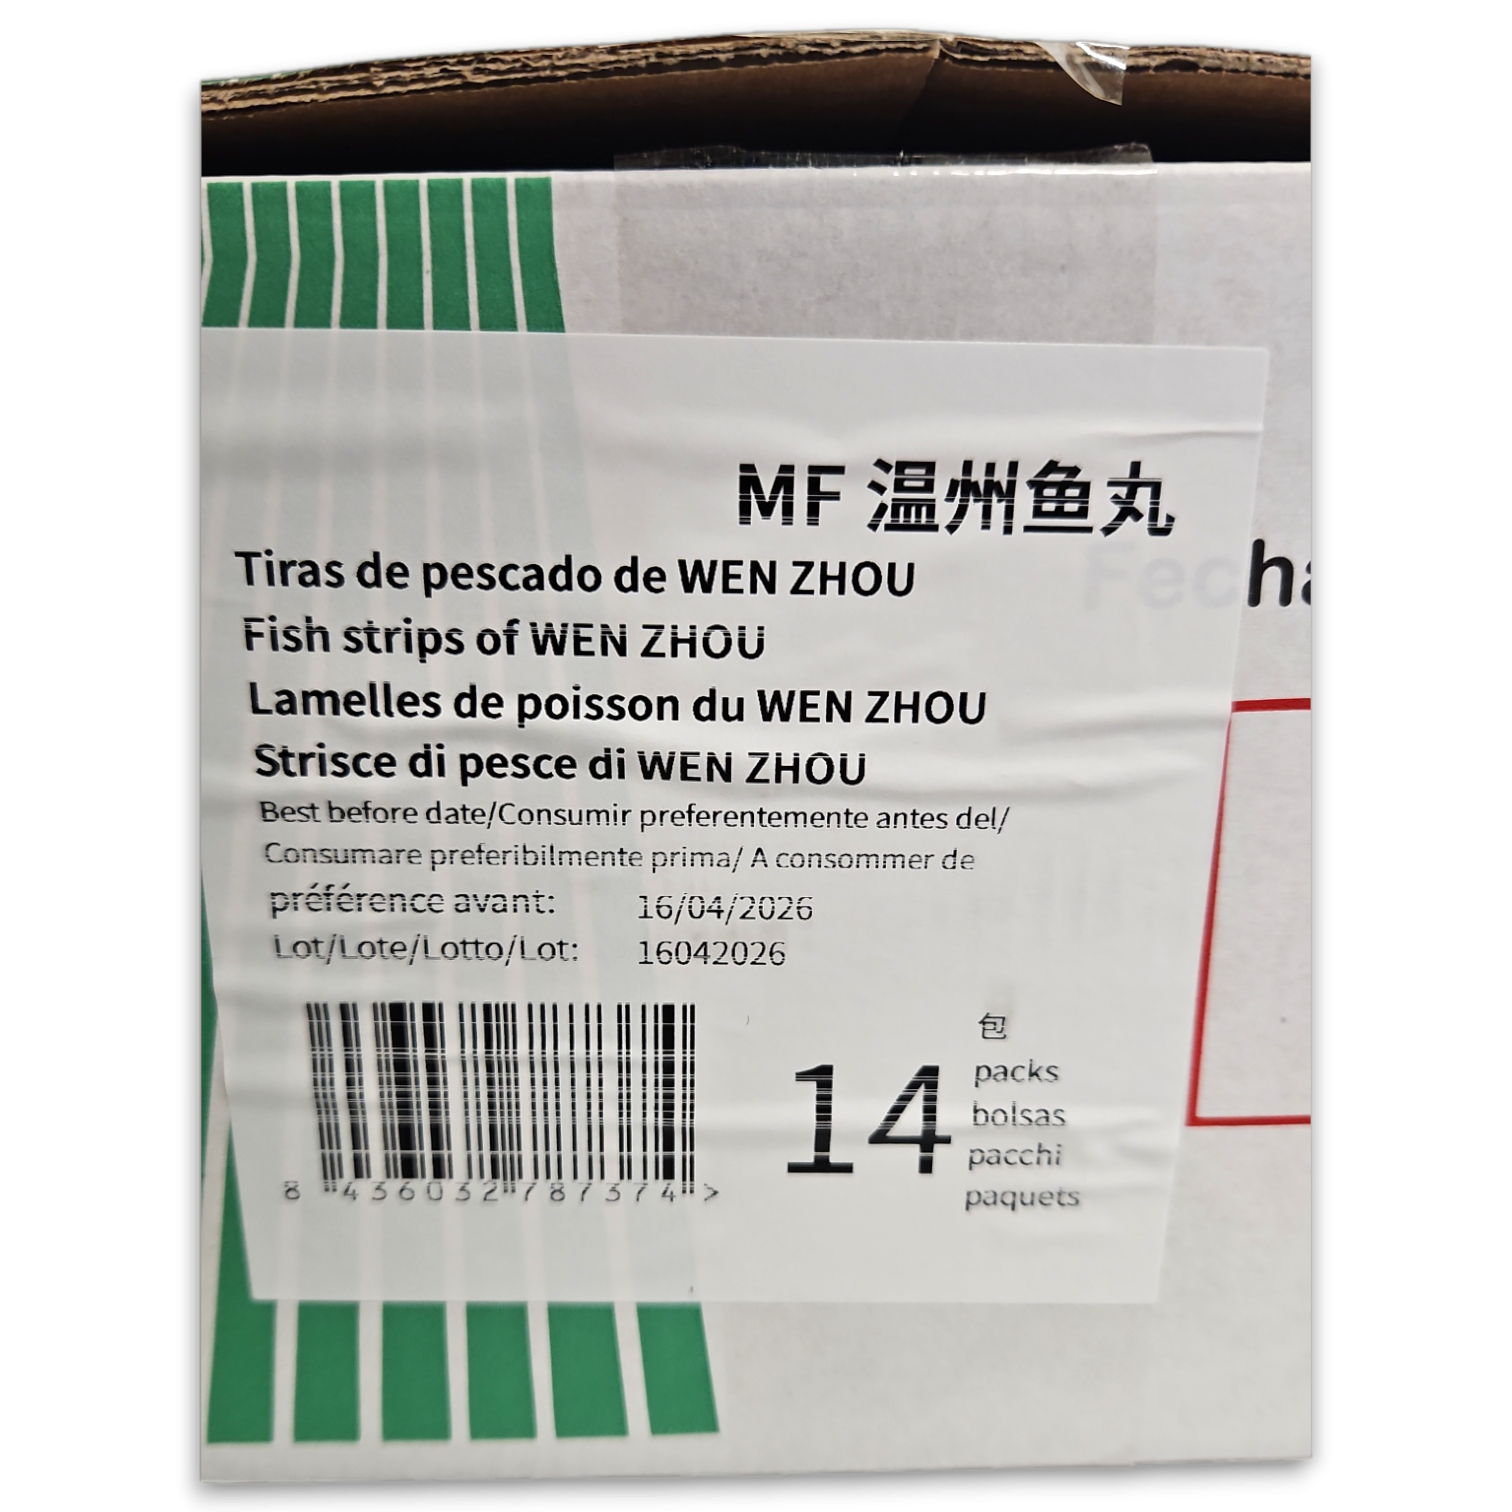 MF 温州鱼丸
Fecha
Tiras de pescado de WEN ZHOU
Fish strips of WEN ZHOU
Lamelles de poisson du WEN ZHOU
Strisce di pesce di WEN ZHOU
Best before date/Consumir preferentemente antes del/
Consumare preferibilmente prima/ A consommer de
préférence avant: 16/04/2026
Lot/Lote/Lotto/Lot: 16042026
包
14 packs
bolsas
pacchi
paquets
8 436032 787374 >